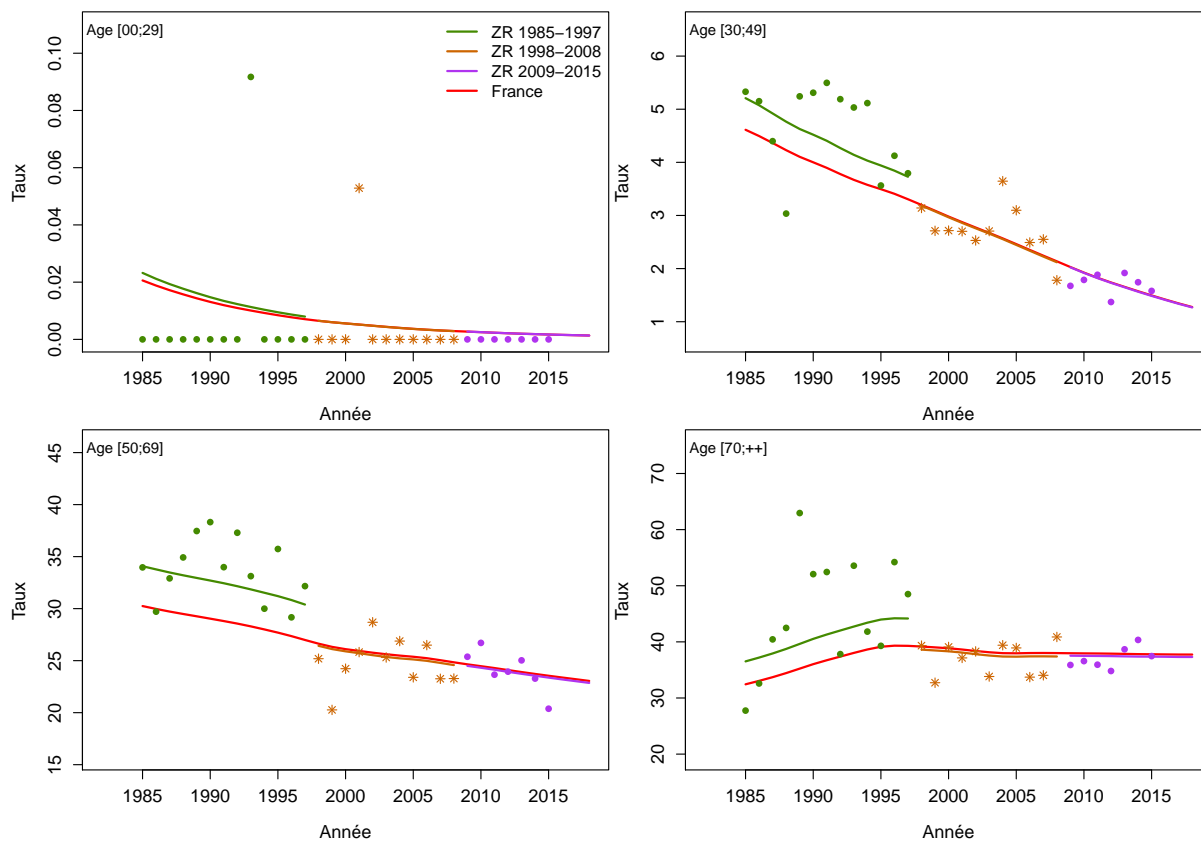 Age [00;29]
ZR 1985−1997
ZR 1998−2008
ZR 2009−2015
France
0.00 0.02 0.04 0.06 0.08 0.10
Taux
1985 1990 1995 2000 2005 2010 2015
Année
Age [30;49]
1 2 3 4 5 6
Taux
1985 1990 1995 2000 2005 2010 2015
Année
Age [50;69]
15 20 25 30 35 40 45
Taux
1985 1990 1995 2000 2005 2010 2015
Année
Age [70;++]
20 30 40 50 60 70
Taux
1985 1990 1995 2000 2005 2010 2015
Année